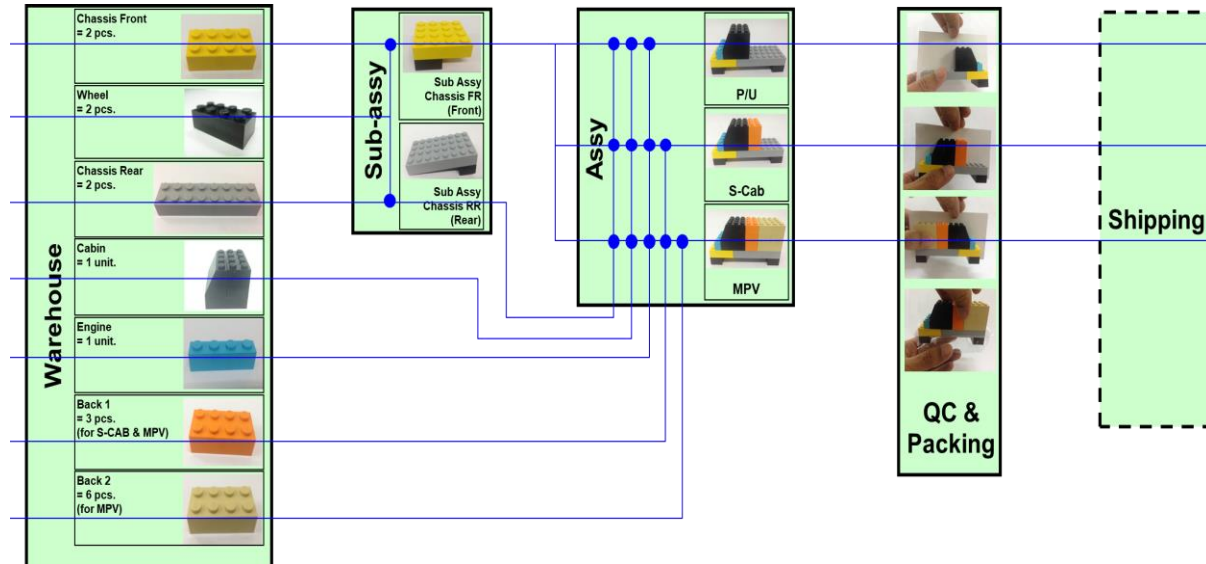 Warehouse
Chassis Front
= 2 pcs.
Wheel
= 2 pcs.
Chassis Rear
= 2 pcs.
Cabin
= 1 unit.
Engine
= 1 unit.
Back 1
= 3 pcs.
(for S-CAB & MPV)
Back 2
= 6 pcs.
(for MPV)
Sub-assy
Sub Assy
Chassis FR
(Front)
Sub Assy
Chassis RR
(Rear)
Assy
P/U
S-Cab
MPV
QC &
Packing
Shipping